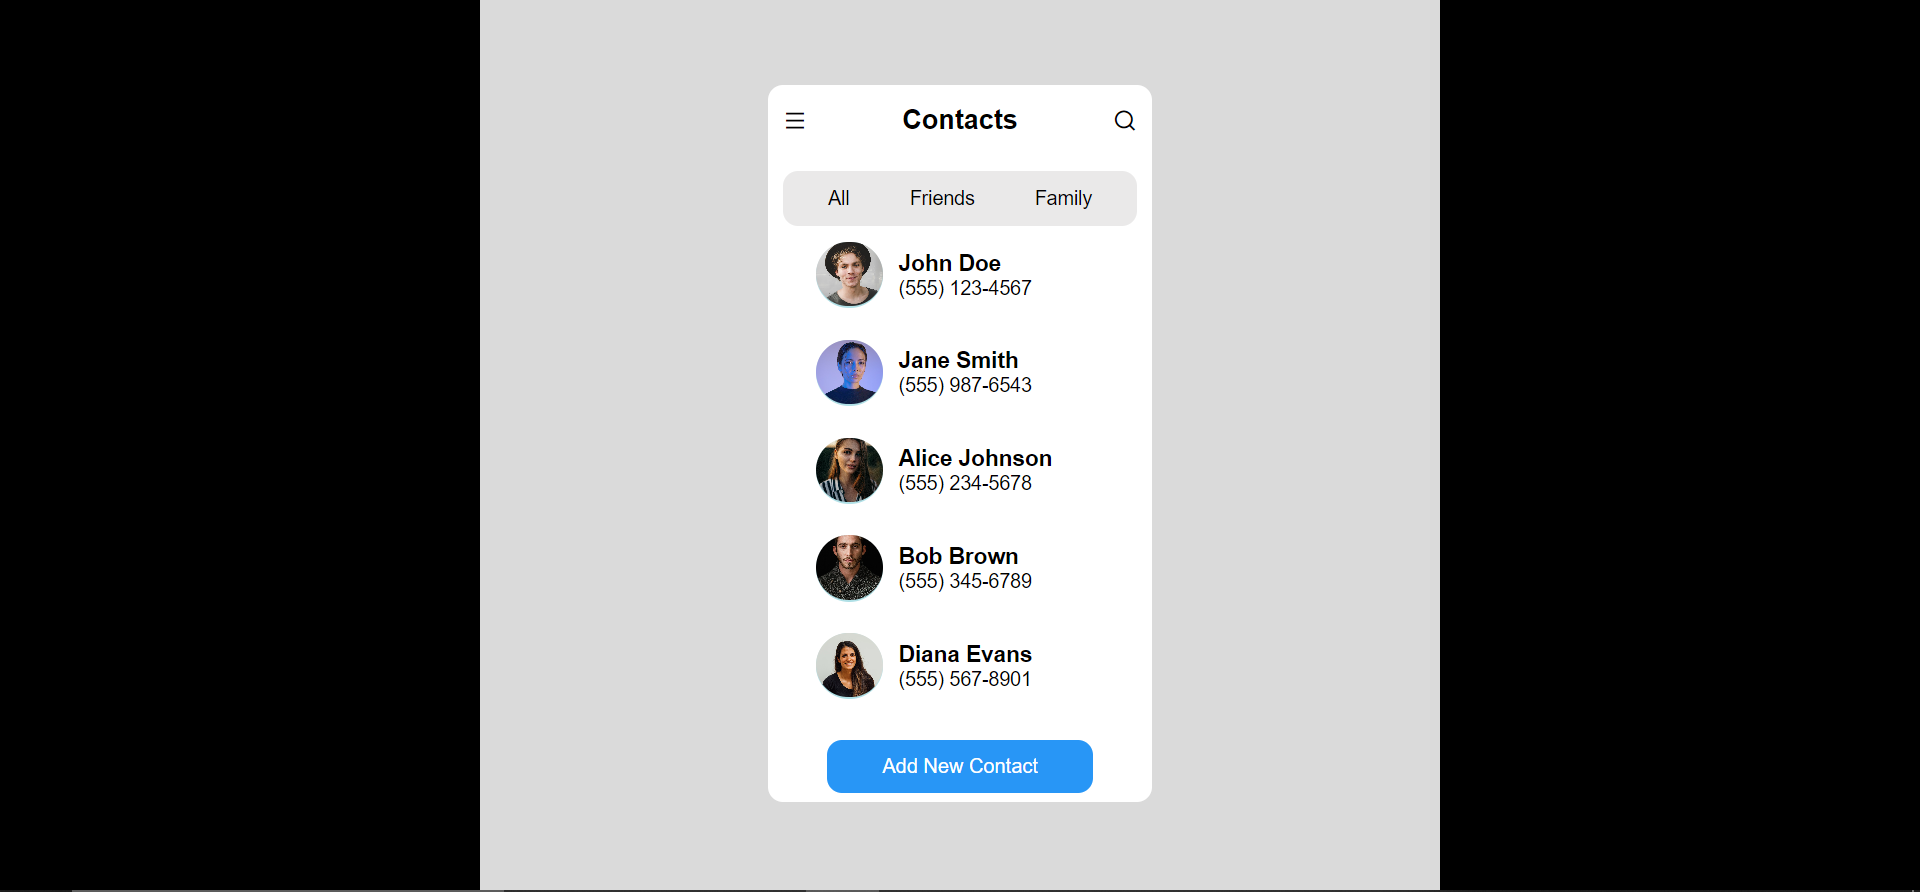 Contacts
All Friends Family
John Doe
(555) 123-4567
Jane Smith
(555) 987-6543
Alice Johnson
(555) 234-5678
Bob Brown
(555) 345-6789
Diana Evans
(555) 567-8901
Add New Contact